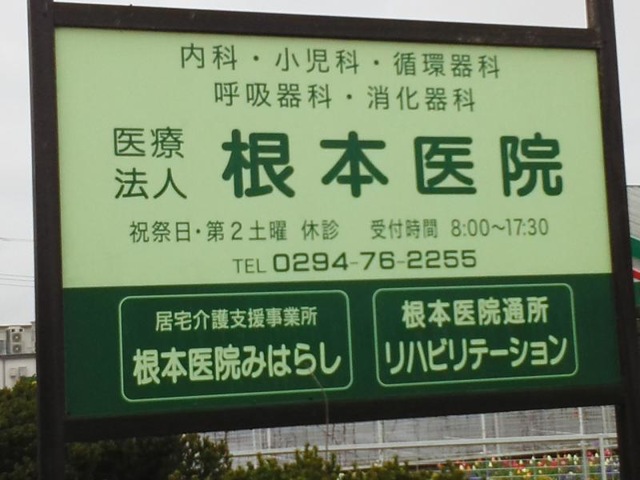 内科・小児科・循環器科
呼吸器科・消化器科
医療法人 根本医院
祝祭日・第2土曜 休診 受付時間 8:00～17:30
TEL 0294-76-2255
居宅介護支援事業所
根本医院みはらし
根本医院通所
リハビリテーション